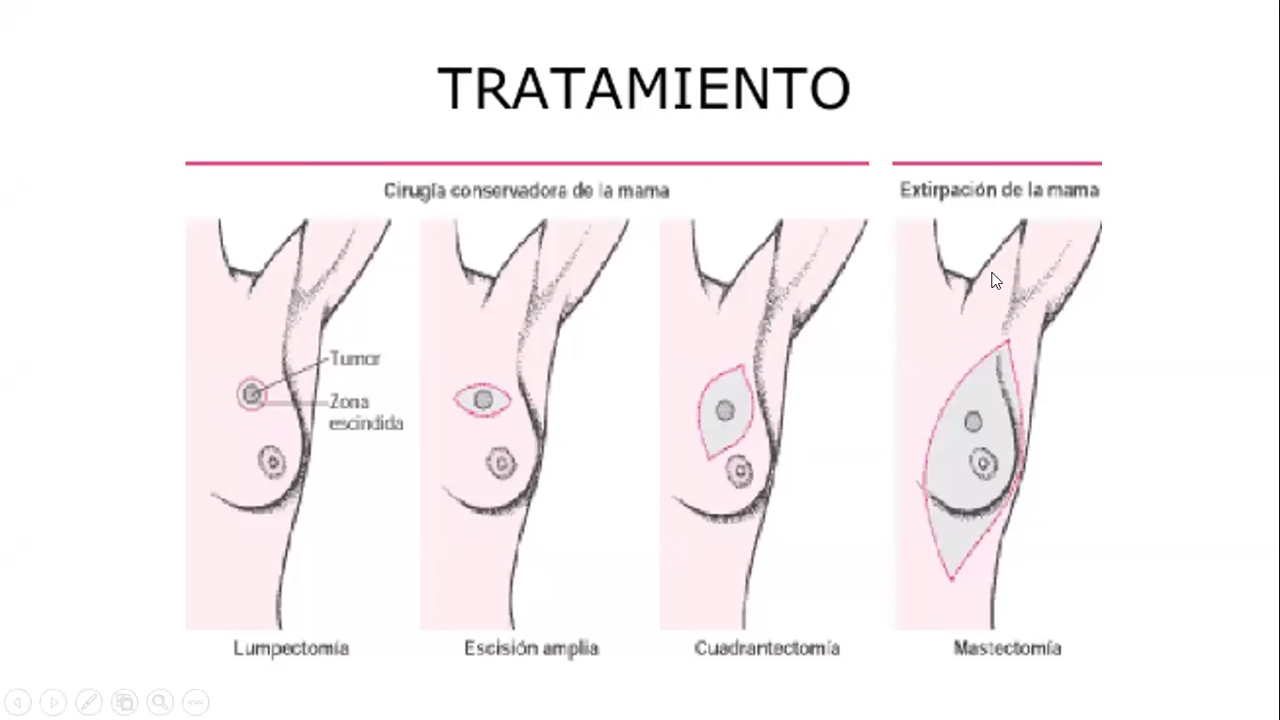 TRATAMIENTO
Cirugía conservadora de la mama
Extirpación de la mama
Tumor
Zona
escindida
Lumpectomía
Escisión amplia
Cuadrantectomía
Mastectomía